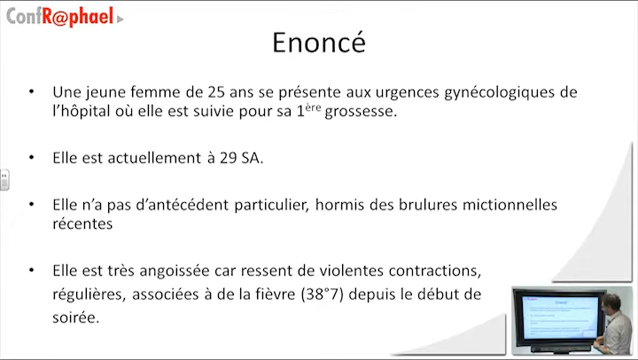 ConfR@phael
Enoncé
• Une jeune femme de 25 ans se présente aux urgences gynécologiques de
l'hôpital où elle est suivie pour sa 1ère grossesse.
• Elle est actuellement à 29 SA.
• Elle n'a pas d'antécédent particulier, hormis des brulures mictionnelles
récentes
• Elle est très angoissée car ressent de violentes contractions,
régulières, associées à de la fièvre (38°7) depuis le début de
soirée.
Enoncé